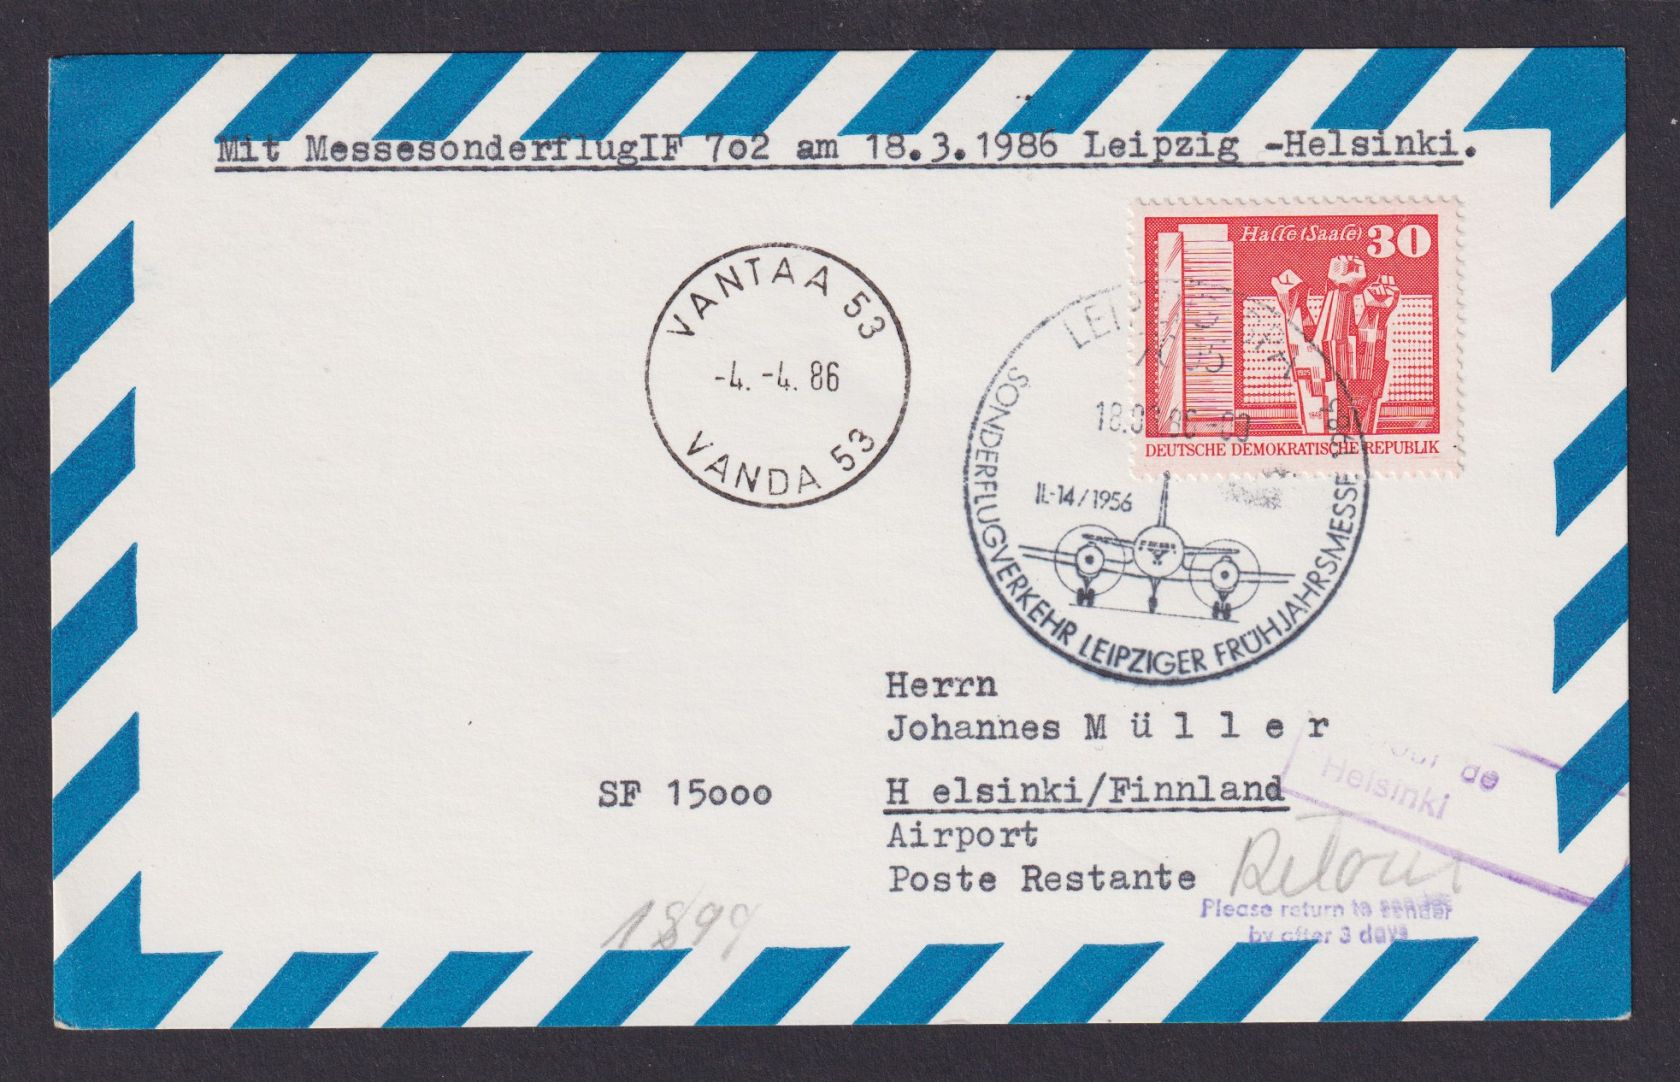 Mit MessesonderflugIF 7o2 am 18.3.1986 Leipzig -Helsinki.
Halle (Saale) 30
DEUTSCHE DEMOKRATISCHE REPUBLIK
VANTAA 53
-4. -4. 86
VANDA 53
IL-14/1956
SONDERFLUGVERKEHR LEIPZIGER FRÜHJAHRSMESSE 1986
Herrn
Johannes M ü l l e r
SF 15ooo
H elsinki/Finnland
Airport
Poste Restante
de
Helsinki
Retour
Please return to sender
by after 3 days
1899